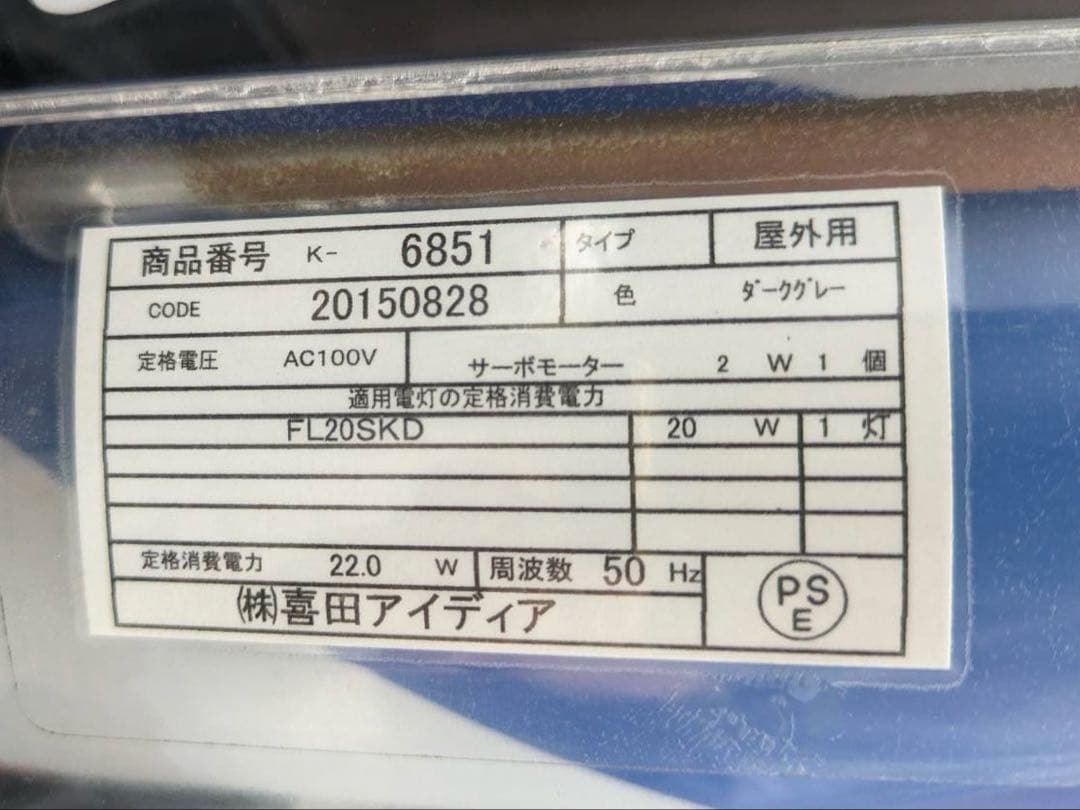 商品番号 K- 6851 タイプ 屋外用
CODE 20150828 色 ﾀﾞｰｸｸﾞﾚｰ
定格電圧 AC100V サーボモーター 2 W 1 個
適用電灯の定格消費電力
FL20SKD 20 W 1 灯
定格消費電力 22.0 W 周波数 50 Hz
㈱喜田アイディア
PS
E